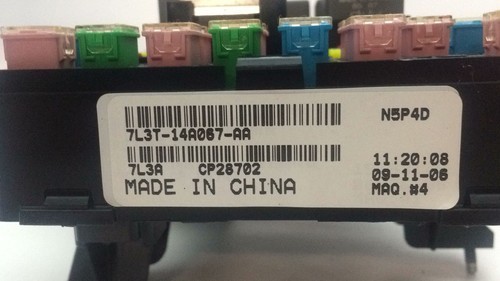 N5P4D
7L3T-14A067-AA
7L3A CP28702
11:20:08
MADE IN CHINA
09-11-06
MAQ.#4